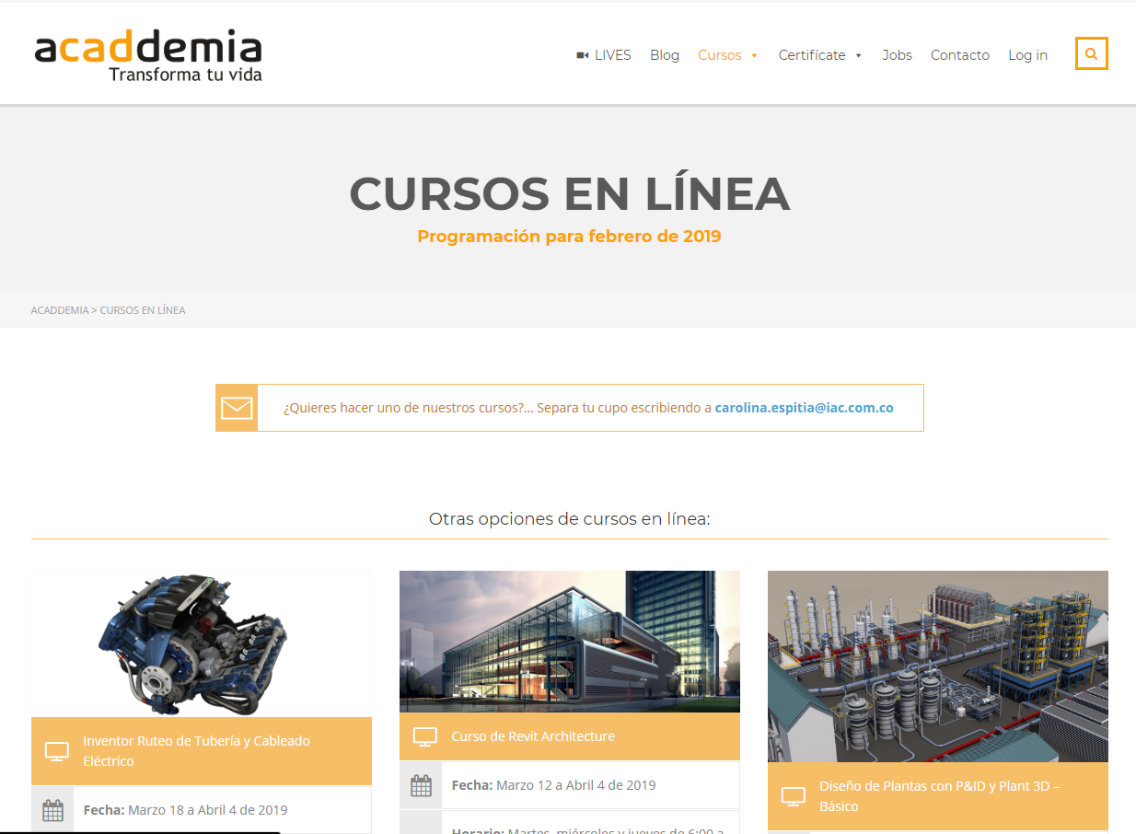 acaddemia
Transforma tu vida
LIVES Blog Cursos Certifícate Jobs Contacto Log in
CURSOS EN LÍNEA
Programación para febrero de 2019
ACADDEMIA > CURSOS EN LÍNEA
¿Quieres hacer uno de nuestros cursos?... Separa tu cupo escribiendo a carolina.espitia@iac.com.co
Otras opciones de cursos en línea:
Inventor Ruteo de Tubería y Cableado
Eléctrico
Fecha: Marzo 18 a Abril 4 de 2019
Curso de Revit Architecture
Fecha: Marzo 12 a Abril 4 de 2019
Horario: Martes, miércoles y jueves de 6:00 a
Diseño de Plantas con P&ID y Plant 3D –
Básico